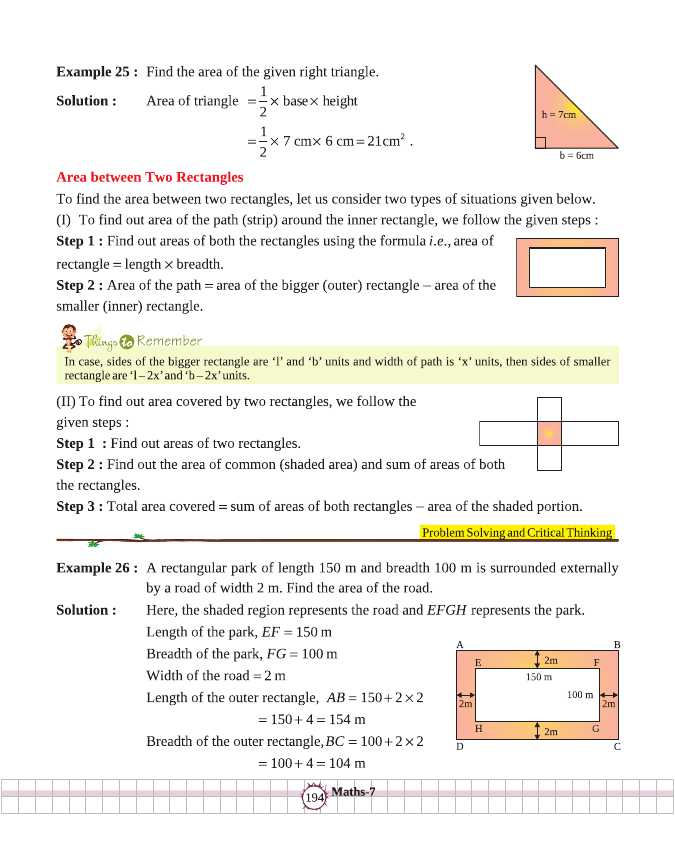 Example 25 : Find the area of the given right triangle.
Solution : Area of triangle = 1/2 × base × height
= 1/2 × 7 cm × 6 cm = 21cm² .
h = 7cm
b = 6cm
Area between Two Rectangles
To find the area between two rectangles, let us consider two types of situations given below.
(I) To find out area of the path (strip) around the inner rectangle, we follow the given steps :
Step 1 : Find out areas of both the rectangles using the formula i.e., area of
rectangle = length × breadth.
Step 2 : Area of the path = area of the bigger (outer) rectangle – area of the
smaller (inner) rectangle.
Things to Remember
In case, sides of the bigger rectangle are ‘l’ and ‘b’ units and width of path is ‘x’ units, then sides of smaller
rectangle are ‘l – 2x’ and ‘b – 2x’ units.
(II) To find out area covered by two rectangles, we follow the
given steps :
Step 1 : Find out areas of two rectangles.
Step 2 : Find out the area of common (shaded area) and sum of areas of both
the rectangles.
Step 3 : Total area covered = sum of areas of both rectangles – area of the shaded portion.
Problem Solving and Critical Thinking
Example 26 : A rectangular park of length 150 m and breadth 100 m is surrounded externally
by a road of width 2 m. Find the area of the road.
Solution : Here, the shaded region represents the road and EFGH represents the park.
Length of the park, EF = 150 m
Breadth of the park, FG = 100 m
Width of the road = 2 m
Length of the outer rectangle, AB = 150 + 2 × 2
= 150 + 4 = 154 m
Breadth of the outer rectangle, BC = 100 + 2 × 2
= 100 + 4 = 104 m
A B
E 2m F
150 m
100 m
2m 2m
H 2m G
D C
194 Maths-7